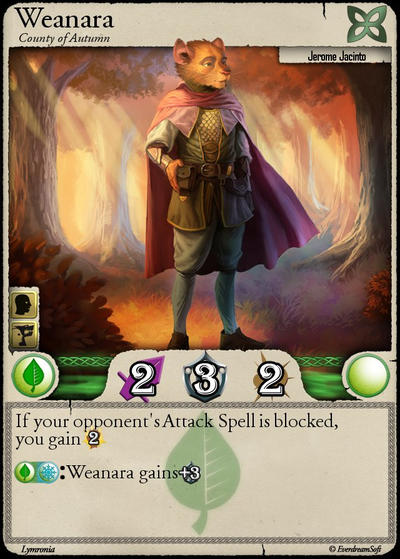 Weanara
County of Autumn
Jerome Jacinto
2 3 2
If your opponent's Attack Spell is blocked,
you gain 2
:Weanara gains+3
Lymronia
© EverdreamSoft